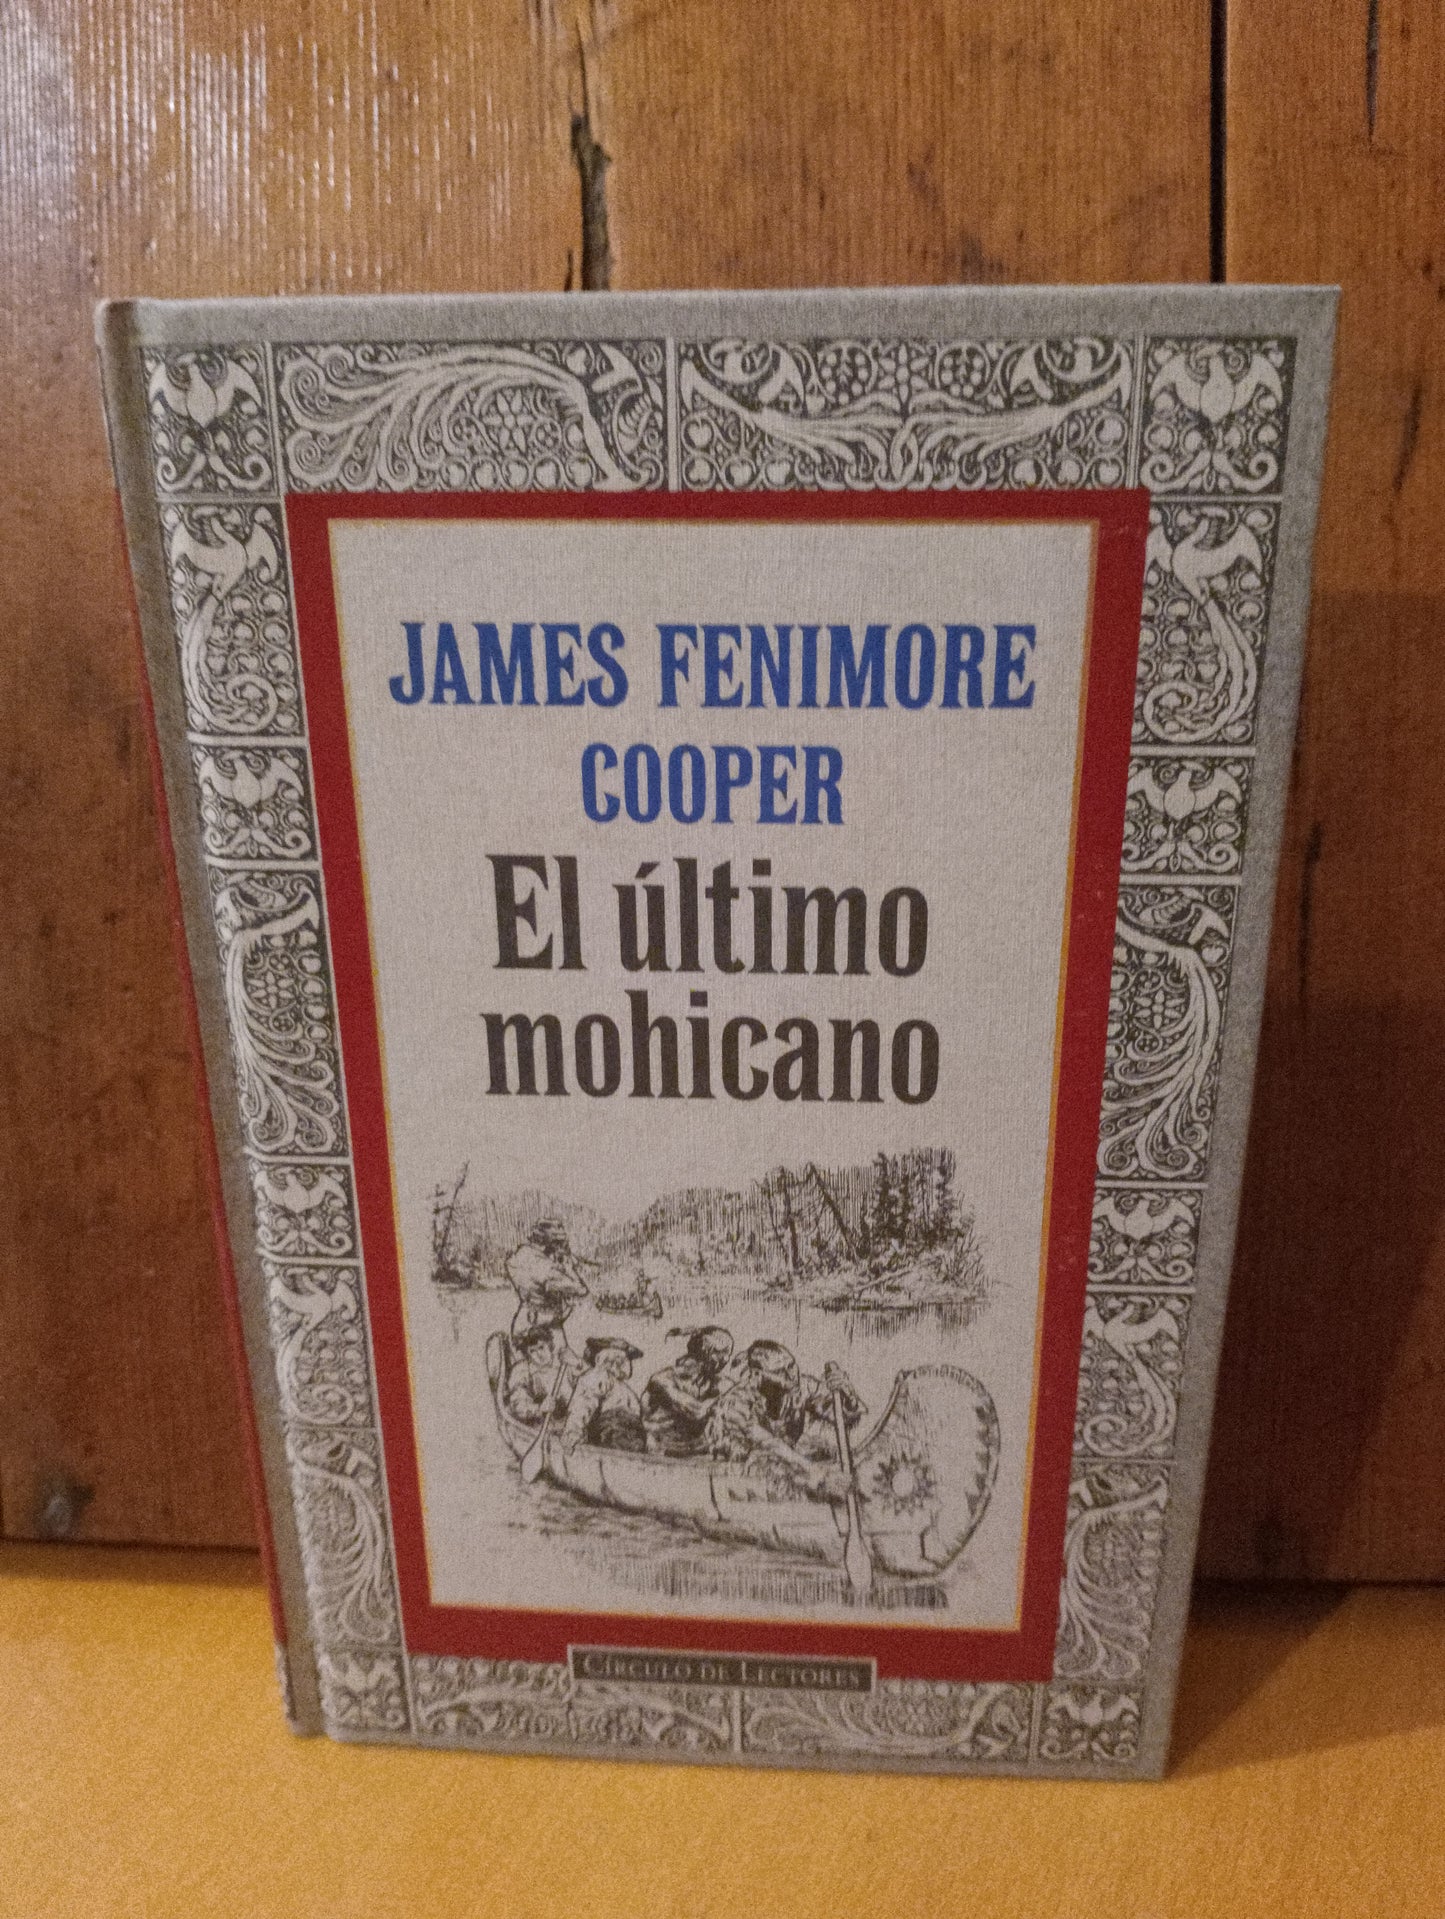 JAMES FENIMORE
COOPER
El último
mohicano
CÍRCULO DE LECTORES